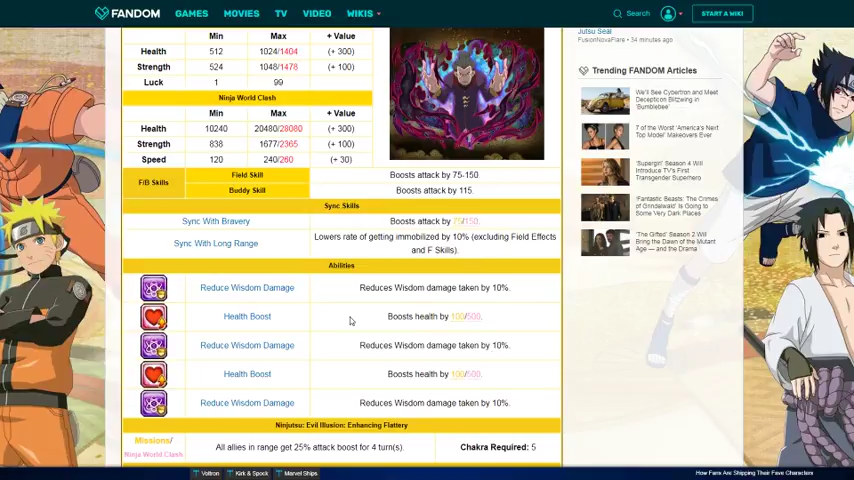 FANDOM GAMES MOVIES TV VIDEO WIKIS Search START A WIKI
Jutsu Seal
FusionNovaFlare • 34 minutes ago
Min Max + Value
Health 512 1024/1404 (+ 300)
Strength 524 1048/1478 (+ 100)
Luck 1 99
Ninja World Clash
Min Max + Value
Health 10240 20480/28080 (+ 300)
Strength 838 1677/2365 (+ 100)
Speed 120 240/260 (+ 30)
F/B Skills
Field Skill Boosts attack by 75-150.
Buddy Skill Boosts attack by 115.
Sync Skills
Sync With Bravery Boosts attack by 75/150.
Sync With Long Range Lowers rate of getting immobilized by 10% (excluding Field Effects
and F Skills).
Abilities
Reduce Wisdom Damage Reduces Wisdom damage taken by 10%.
Health Boost Boosts health by 100/500.
Reduce Wisdom Damage Reduces Wisdom damage taken by 10%.
Health Boost Boosts health by 100/500.
Reduce Wisdom Damage Reduces Wisdom damage taken by 10%.
Ninjutsu: Evil Illusion: Enhancing Flattery
Missions/
Ninja World Clash
All allies in range get 25% attack boost for 4 turn(s). Chakra Required: 5
Trending FANDOM Articles
We'll See Cybertron and Meet
Decepticon Blitzwing in
'Bumblebee'
7 of the Worst 'America's Next
Top Model' Makeovers Ever
'Supergirl' Season 4 Will
Introduce TV's First
Transgender Superhero
'Fantastic Beasts: The Crimes
of Grindelwald' Is Going to
Some Very Dark Places
'The Gifted' Season 2 Will
Bring the Dawn of the Mutant
Age — and the Drama
Voltron Kirk & Spock Marvel Ships How Fans Are Shipping Their Fave Characters